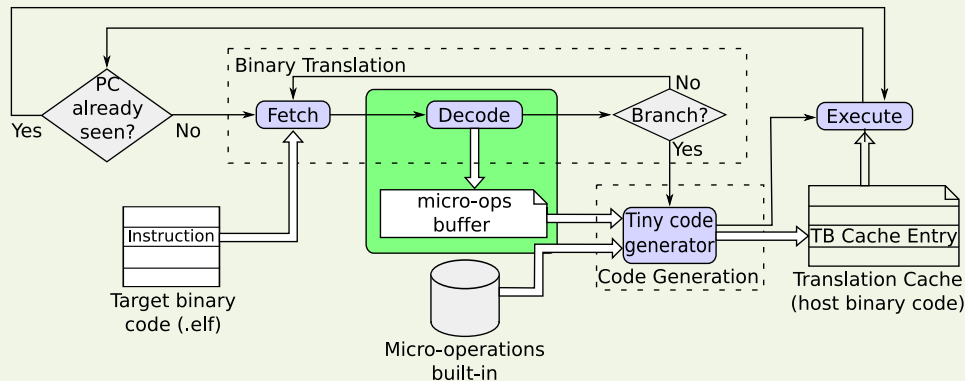 Binary Translation
No
PC
already
seen?
Yes
No
Fetch
Decode
Branch?
Execute
Yes
micro-ops
buffer
Instruction
Tiny code
generator
TB Cache Entry
Code Generation
Target binary
code (.elf)
Translation Cache
(host binary code)
Micro-operations
built-in